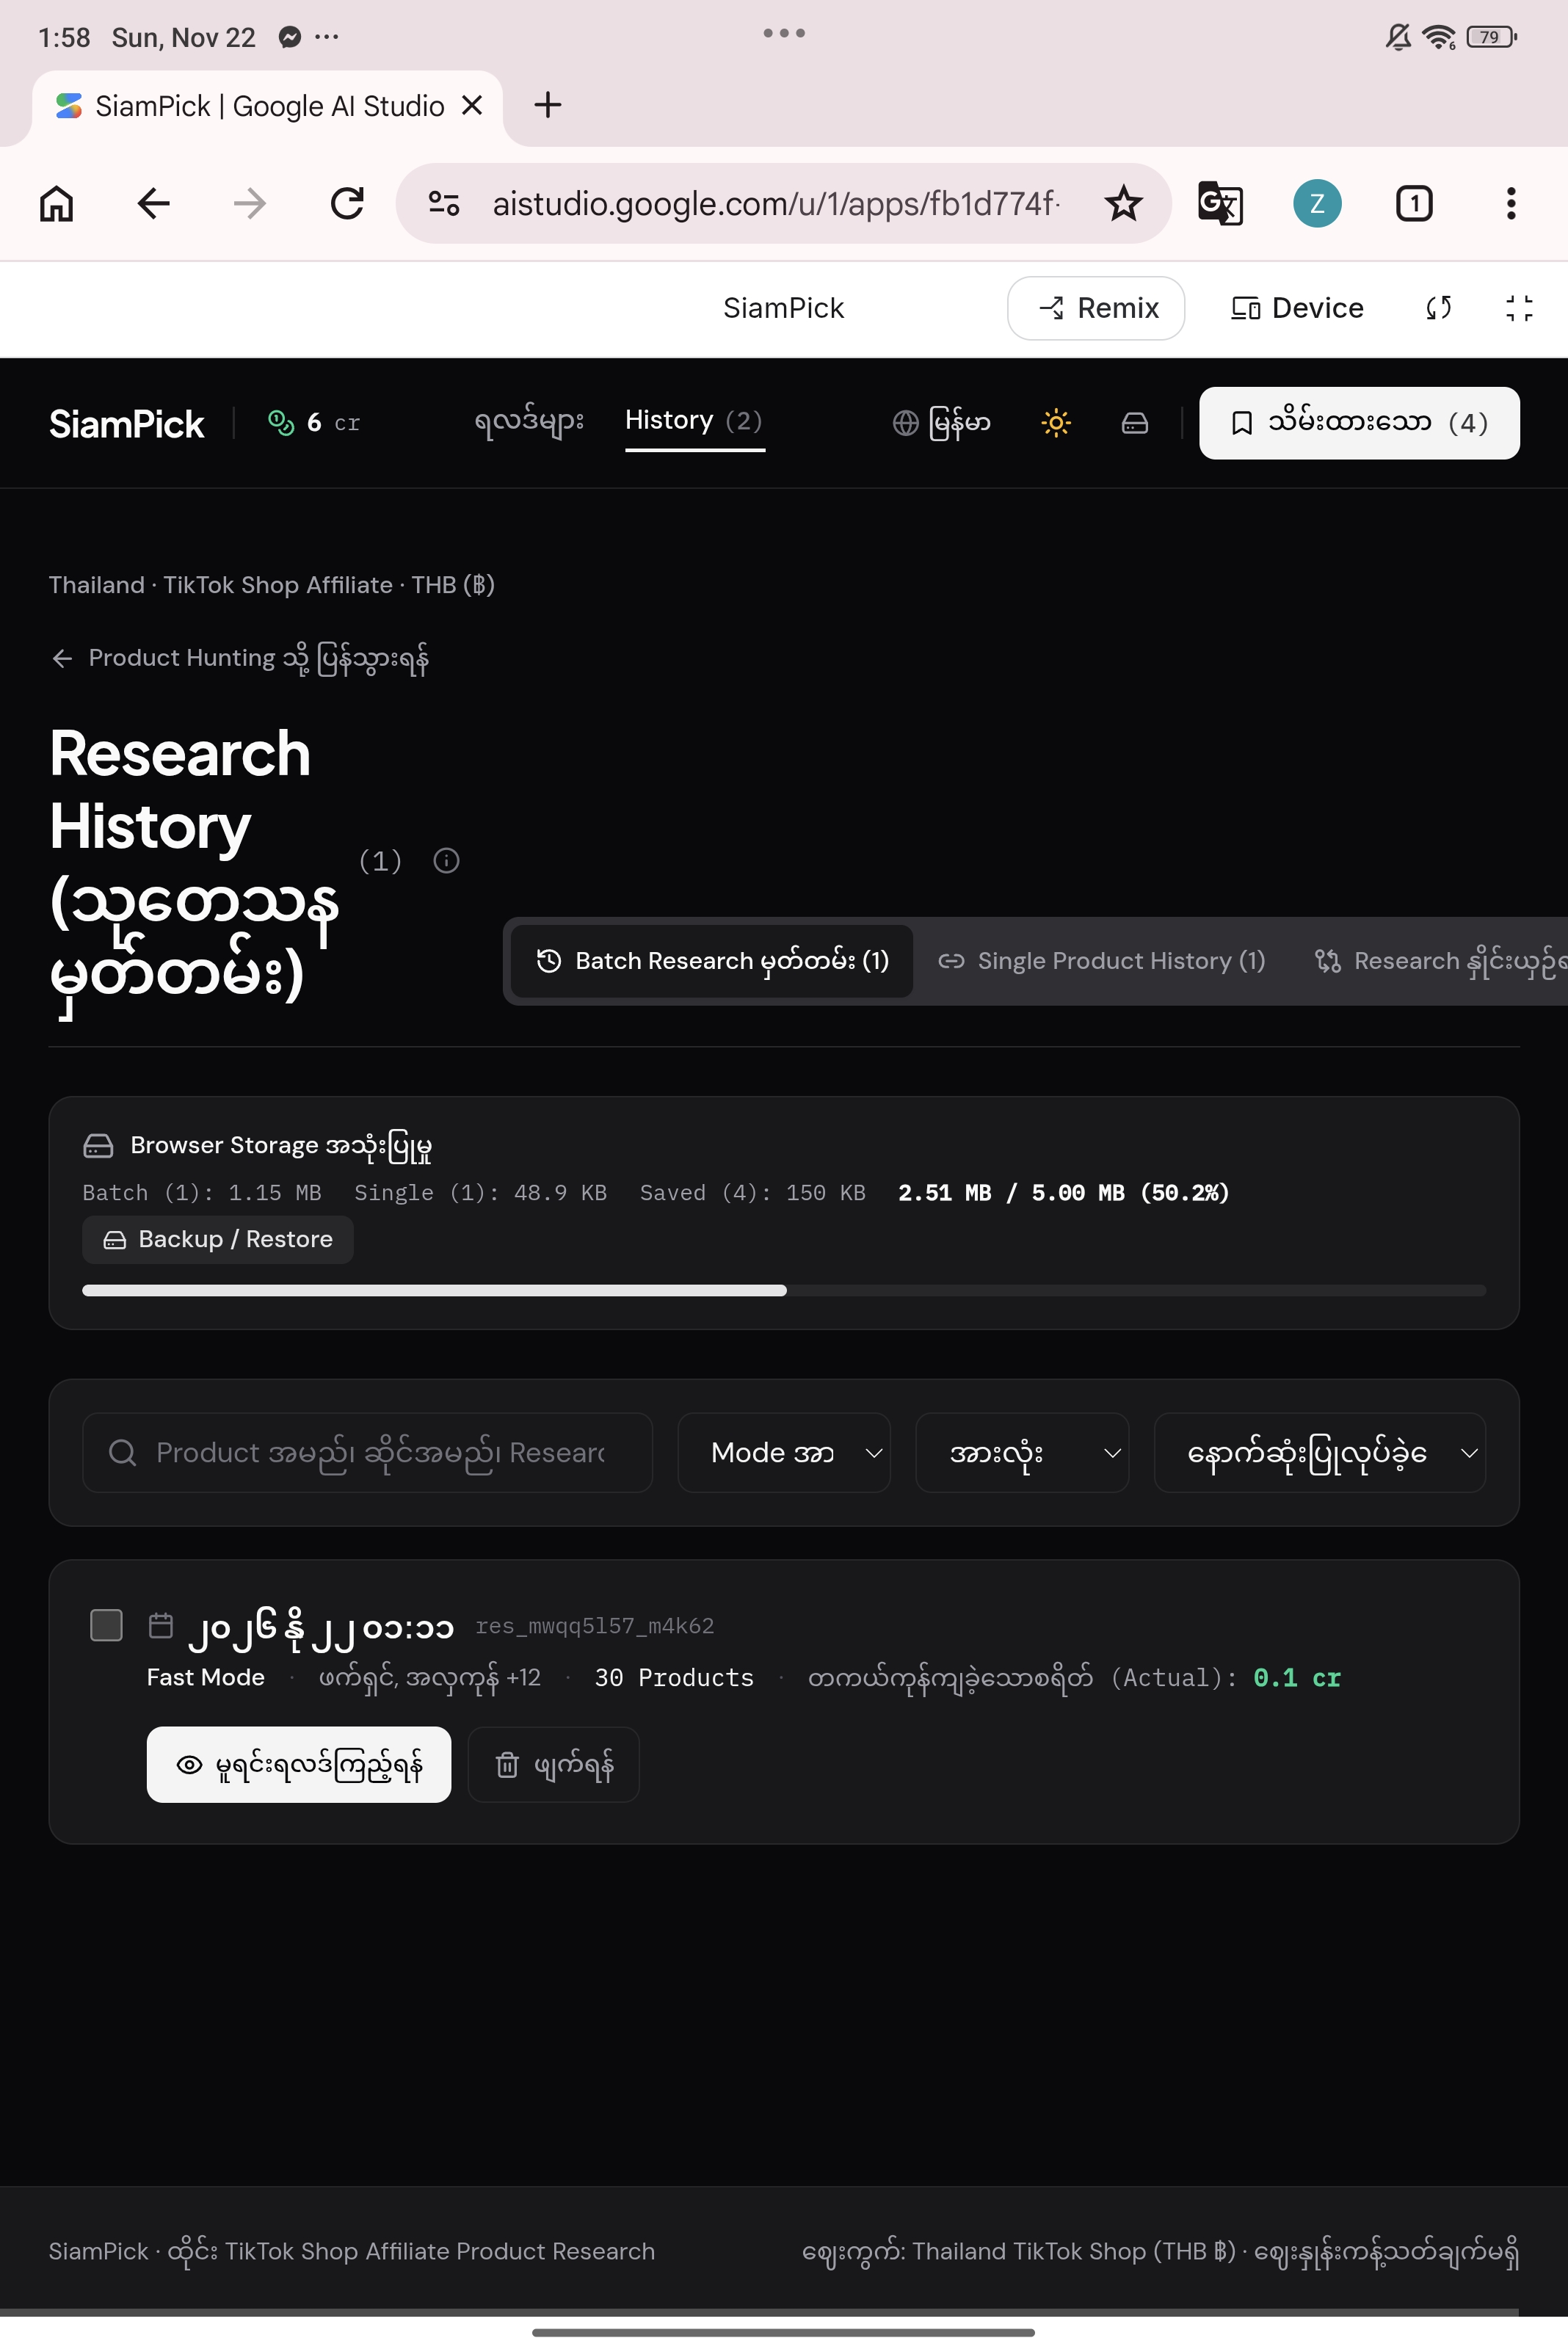 1:58 Sun, Nov 22
79
SiamPick | Google AI Studio
aistudio.google.com/u/1/apps/fb1d774f-
Z
1
SiamPick
Remix
Device
SiamPick
6 cr
ရလဒ်များ
History (2)
မြန်မာ
သိမ်းထားသော (4)
Thailand · TikTok Shop Affiliate · THB (฿)
Product Hunting သို့ ပြန်သွားရန်
Research
History
(သုတေသန
မှတ်တမ်း)
(1)
Batch Research မှတ်တမ်း (1)
Single Product History (1)
Research နှိုင်းယှဉ်
Browser Storage အသုံးပြုမှု
Batch (1): 1.15 MB Single (1): 48.9 KB Saved (4): 150 KB 2.51 MB / 5.00 MB (50.2%)
Backup / Restore
Product အမည်၊ ဆိုင်အမည်၊ Researc
Mode အာ
အားလုံး
နောက်ဆုံးပြုလုပ်ခဲ့ေ
၂၀၂၆ နို ၂၂ ၀၁:၁၁ res_mwqq5l57_m4k62
Fast Mode · ဖက်ရှင်, အလှကုန် +12 · 30 Products · တကယ်ကုန်ကျခဲ့သောစရိတ် (Actual): 0.1 cr
မူရင်းရလဒ်ကြည့်ရန်
ဖျက်ရန်
SiamPick · ထိုင်း TikTok Shop Affiliate Product Research
ဈေးကွက်: Thailand TikTok Shop (THB ฿) · ဈေးနှုန်းကန့်သတ်ချက်မရှိ